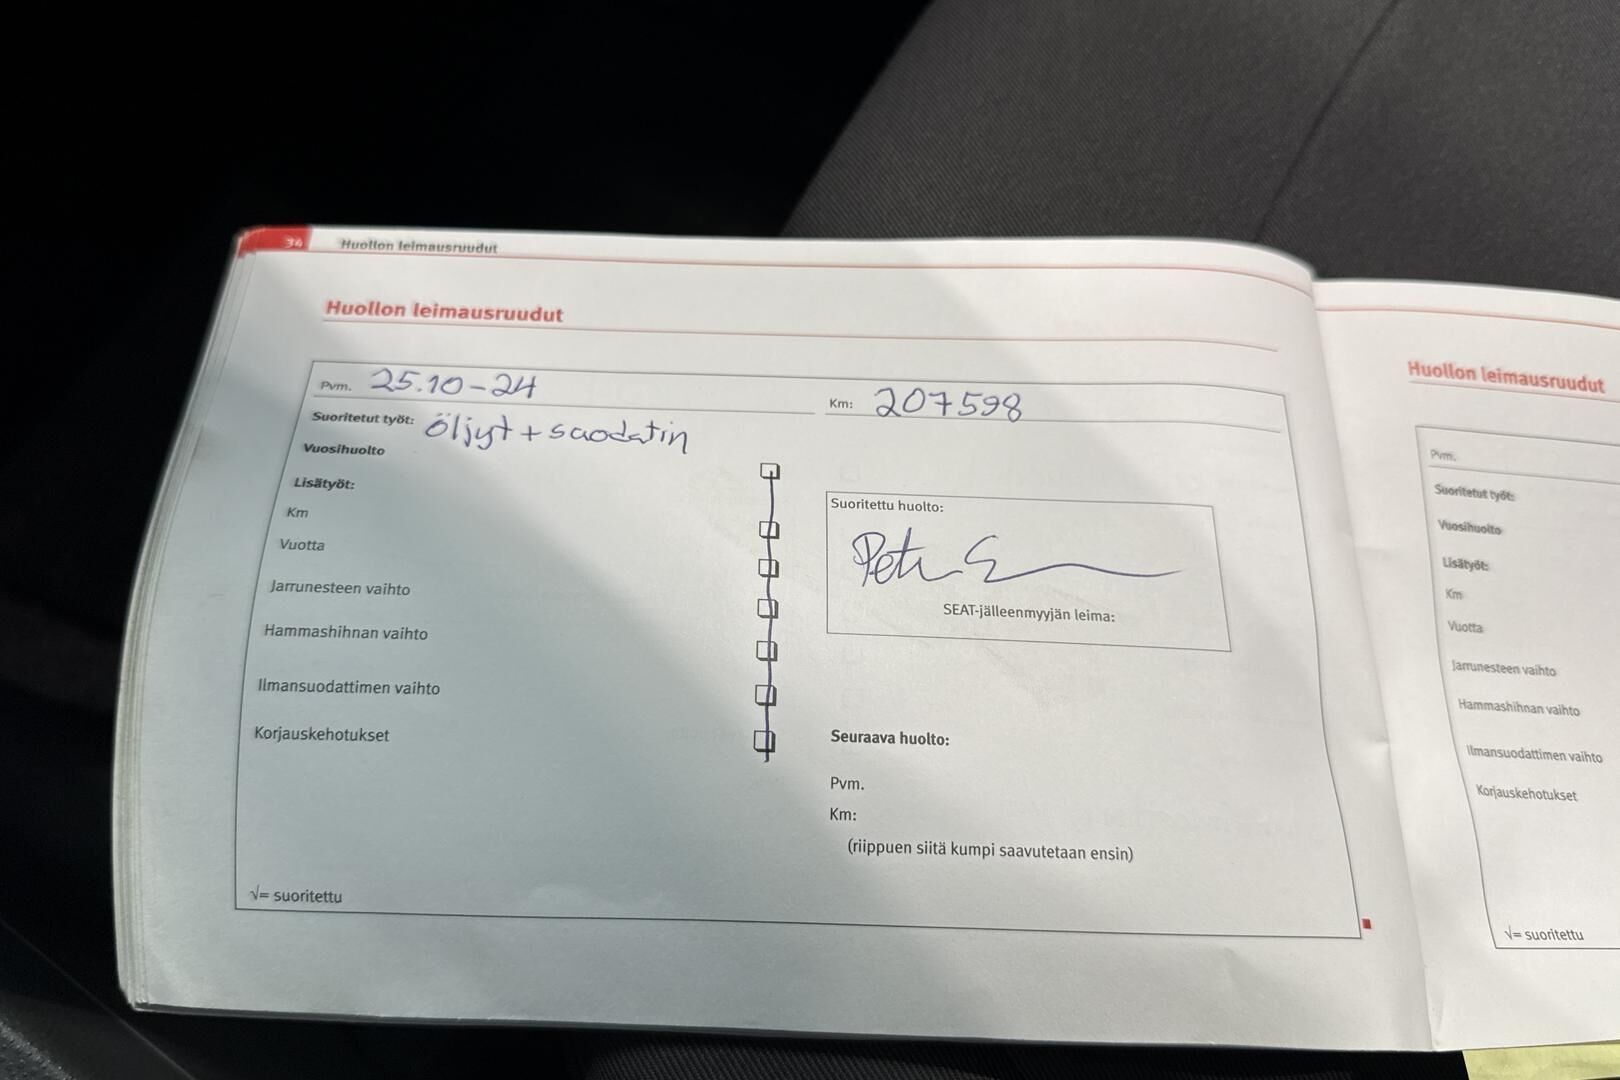 34 Huollon leimausruudut
Huollon leimausruudut
Pvm. 25.10-24
Km: 207598
Suoritetut työt: öljyt + suodatin
Vuosihuolto
Lisätyöt:
Km
Vuotta
Jarrunesteen vaihto
Hammashihnan vaihto
Ilmansuodattimen vaihto
Korjauskehotukset
√= suoritettu
Suoritettu huolto:
SEAT-jälleenmyyjän leima:
Seuraava huolto:
Pvm.
Km:
(riippuen siitä kumpi saavutetaan ensin)
Huollon leimausruudut
Pvm.
Suoritetut työt:
Vuosihuolto
Lisätyöt:
Km
Vuotta
Jarrunesteen vaihto
Hammashihnan vaihto
Ilmansuodattimen vaihto
Korjauskehotukset
√= suoritettu